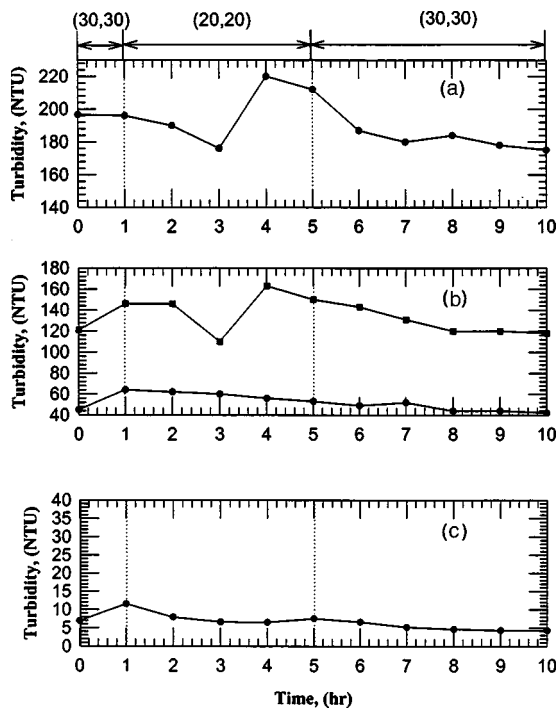 (30,30) (20,20) (30,30)
220
200
180
160
140
Turbidity, (NTU)
(a)
0 1 2 3 4 5 6 7 8 9 10
180
160
140
120
100
80
60
40
Turbidity, (NTU)
(b)
0 1 2 3 4 5 6 7 8 9 10
40
35
30
25
20
15
10
5
0
Turbidity, (NTU)
(c)
0 1 2 3 4 5 6 7 8 9 10
Time, (hr)